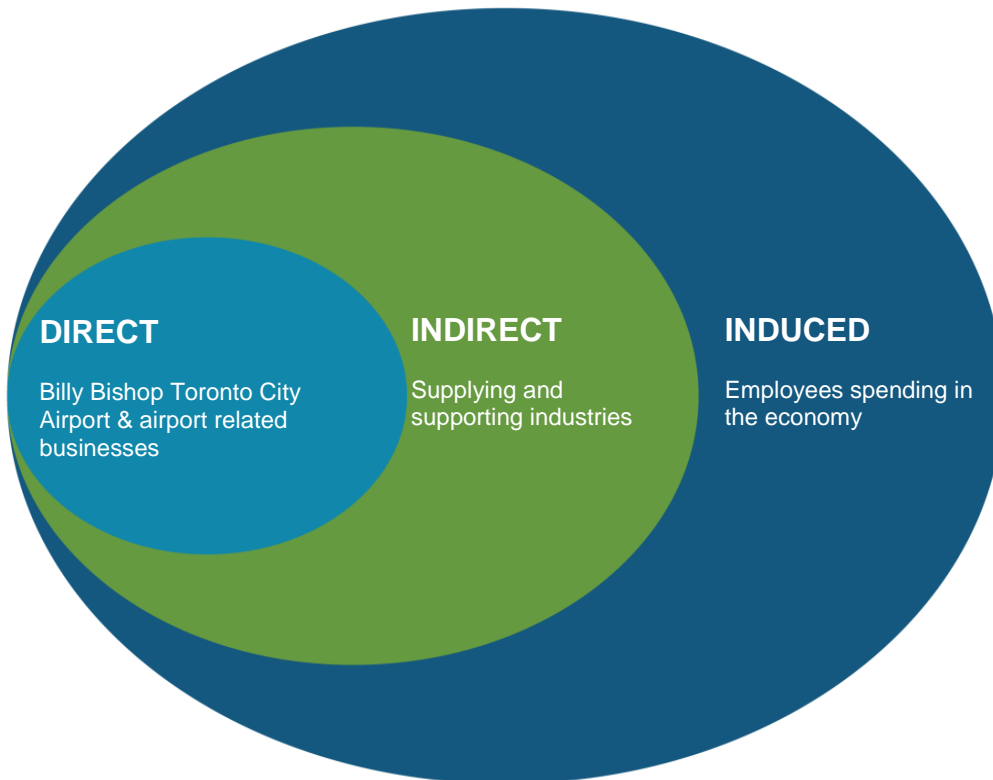 DIRECT
Billy Bishop Toronto City
Airport & airport related
businesses
INDIRECT
Supplying and
supporting industries
INDUCED
Employees spending in
the economy